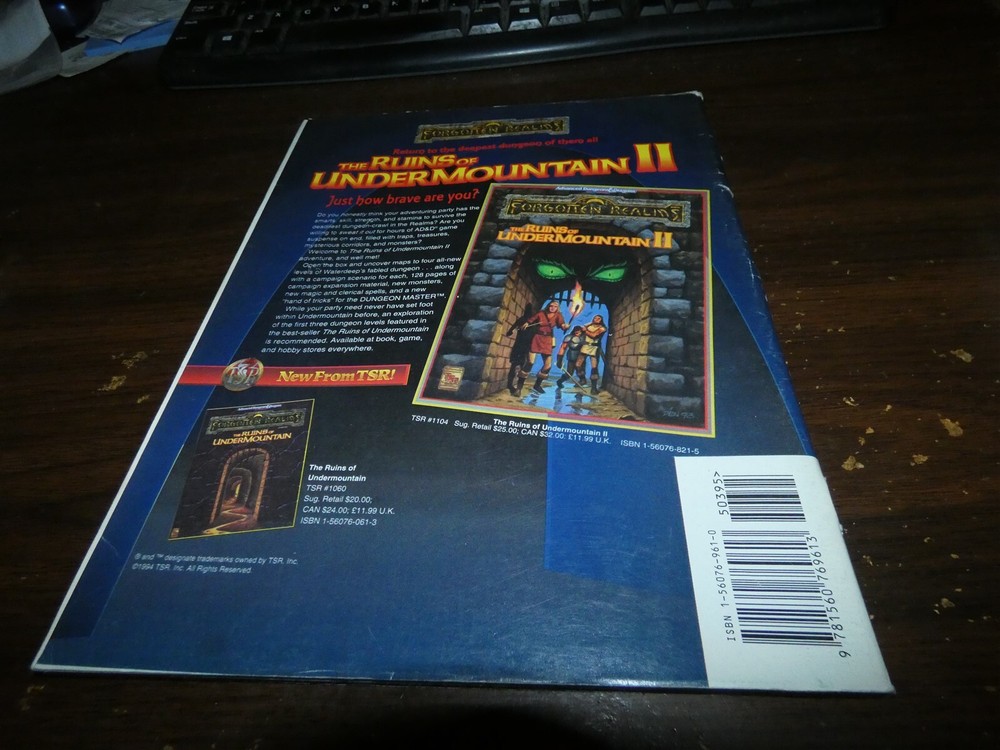 FORGOTTEN REALMS
Return to the deepest dungeon of them all
THE RUINS OF
UNDERMOUNTAIN II
Just how brave are you?
Do you honestly think your adventuring party has the
smarts, skill, strength, and stamina to survive the
deadliest dungeon-crawl in the Realms? Are you
willing to sweat it out for hours of AD&D® game
suspense on end, filled with traps, treasures,
mysterious corridors, and monsters?
Welcome to The Ruins of Undermountain II
adventure, and well met!
Open the box and uncover maps to four all-new
levels of Waterdeep's fabled dungeon . . . along
with a campaign scenario for each, 128 pages of
campaign expansion material, new monsters,
new magic and clerical spells, and a new
"hand of tricks" for the DUNGEON MASTER™.
While your party need never have set foot
within Undermountain before, an exploration
of the first three dungeon levels featured in
the best-seller The Ruins of Undermountain
is recommended. Available at book, game,
and hobby stores everywhere.
Advanced Dungeons & Dragons
FORGOTTEN REALMS
THE RUINS OF
UNDERMOUNTAIN II
TSR
New From TSR!
The Ruins of Undermountain II
TSR #1104 Sug. Retail $25.00; CAN $32.00; £11.99 U.K. ISBN 1-56076-821-5
FORGOTTEN REALMS
THE RUINS OF
UNDERMOUNTAIN
The Ruins of
Undermountain
TSR #1060
Sug. Retail $20.00;
CAN $24.00; £11.99 U.K.
ISBN 1-56076-061-3
® and ™ designate trademarks owned by TSR, Inc.
©1994 TSR, Inc. All Rights Reserved.
50395>
ISBN 1-56076-961-0
9 781560 769613